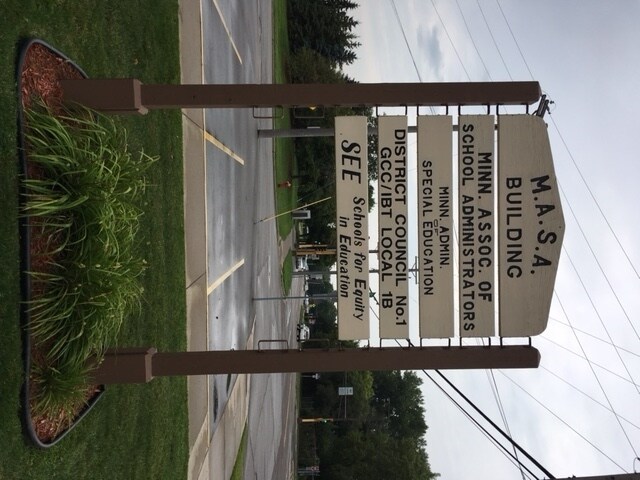 M.A.S.A.
BUILDING
MINN. ASSOC. OF
SCHOOL ADMINISTRATORS
MINN. ADMIN.
OF
SPECIAL EDUCATION
DISTRICT COUNCIL No.1
GCC/IBT LOCAL 1B
SEE Schools for Equity
in Education